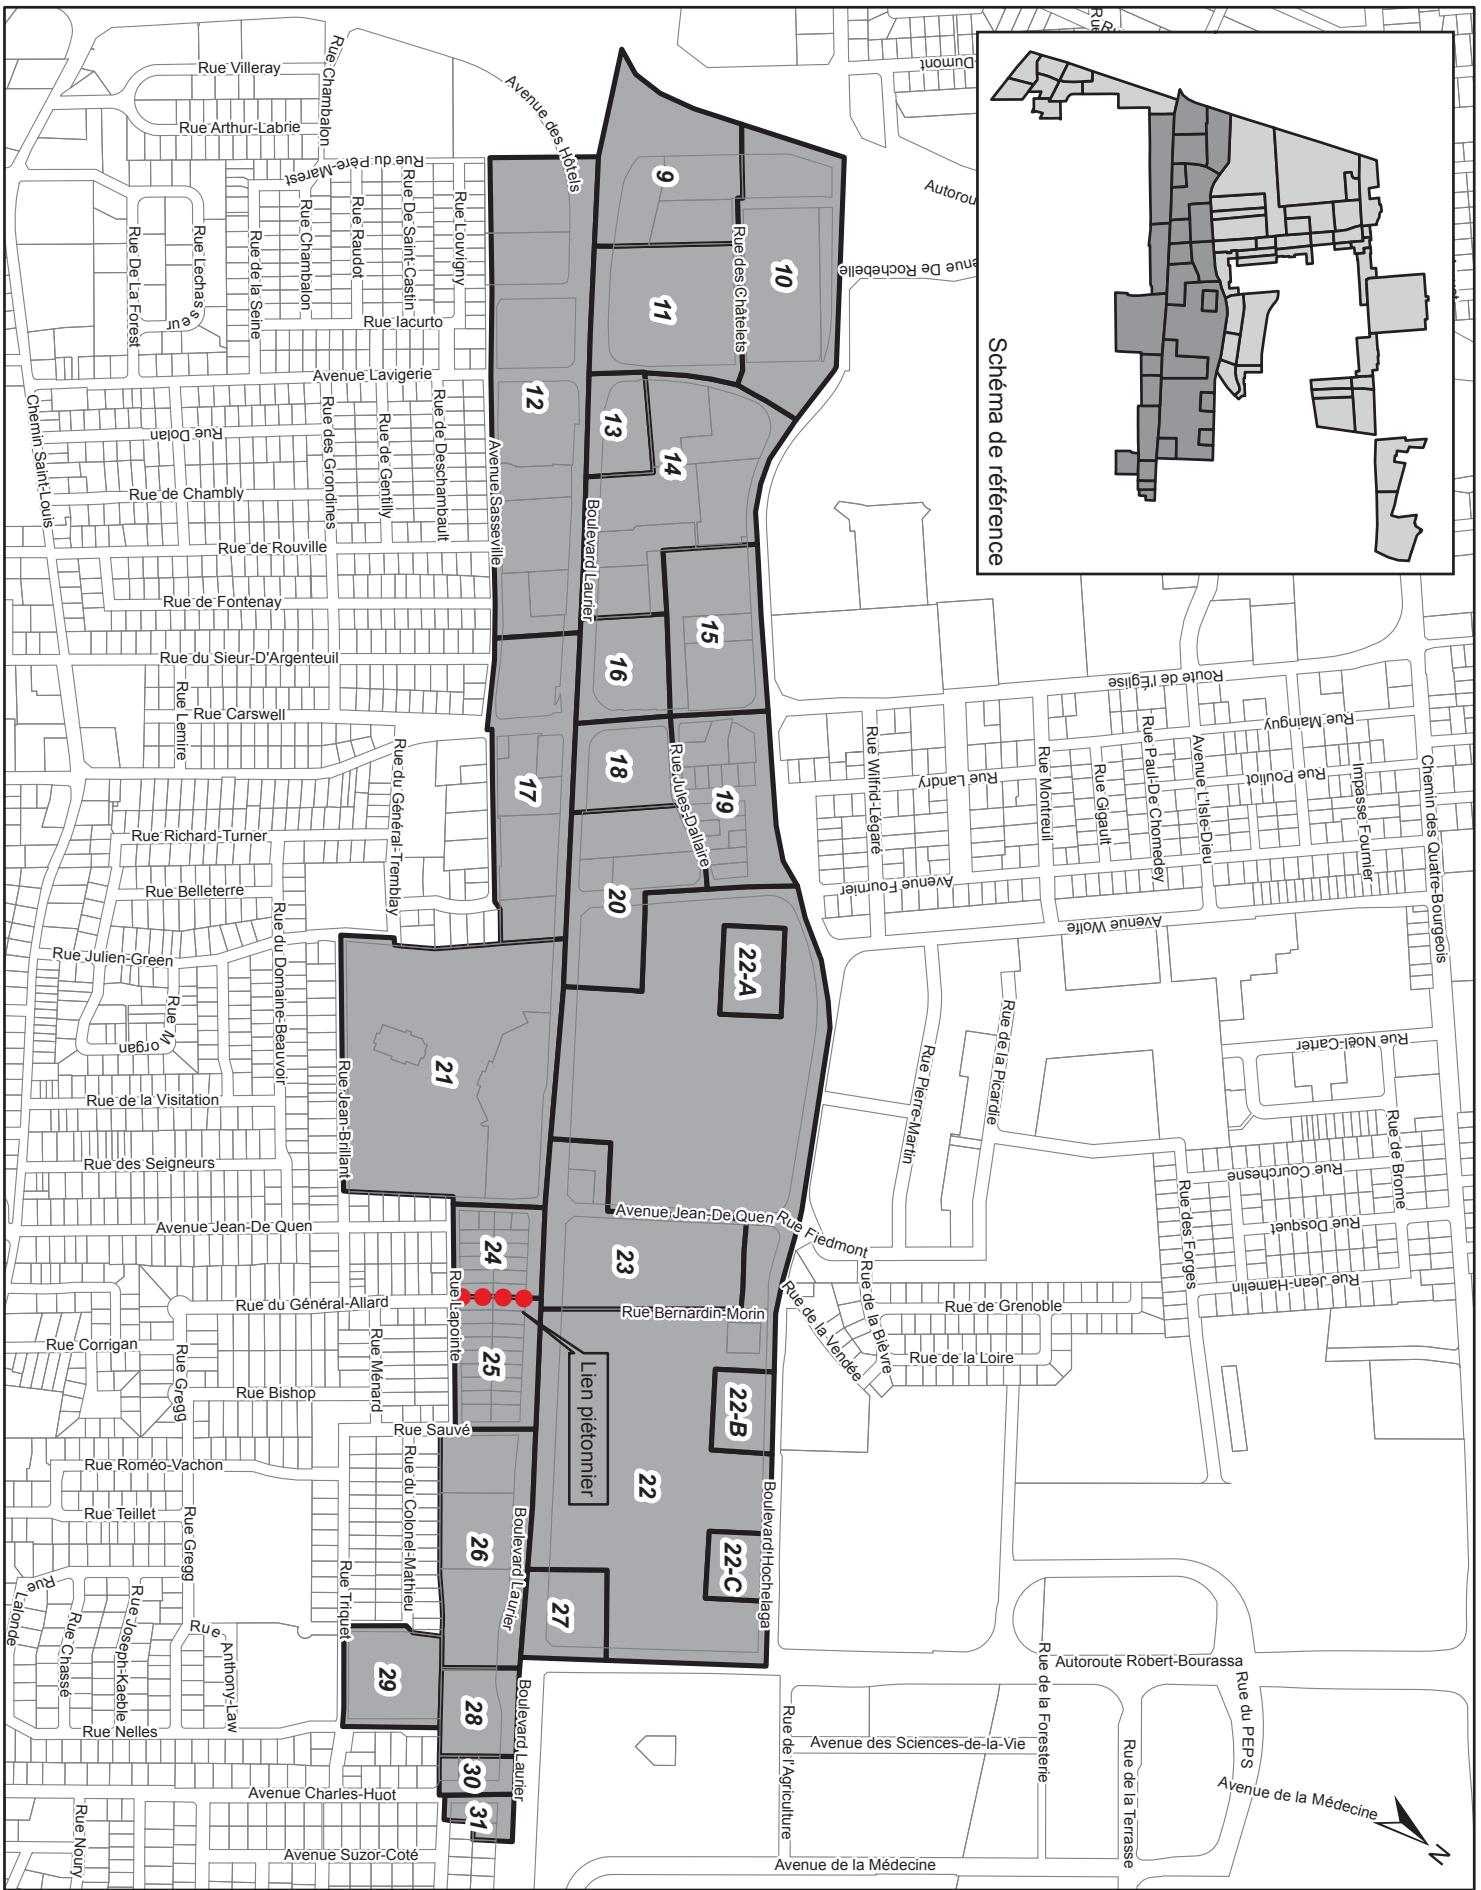 Schéma de référence
Rue Villeray
Rue Chambalon
Rue Arthur-Labrie
Avenue des Hôtels
Rue du Père-Marest
Rue Louvigny
Rue De Saint-Castin
Rue Raudot
Rue Chambalon
Rue de la Seine
Rue Lechasseur
Rue De La Forest
Rue Iacurto
Avenue Lavigerie
Rue de Deschambault
Rue de Gentilly
Rue des Grondines
Rue Dolan
Chemin Saint-Louis
Rue de Chambly
Avenue Sasseville
Rue de Rouville
Rue de Fontenay
Rue du Sieur-D'Argenteuil
Rue Lemire
Rue Carswell
Rue du Général-Tremblay
Rue Richard-Turner
Rue Belleterre
Rue du Domaine-Beauvoir
Rue Julien-Green
Rue Morgan
Rue de la Visitation
Rue Jean-Brillant
Rue des Seigneurs
Avenue Jean-De Quen
Rue du Général-Allard
Rue Lapointe
Rue Corrigan
Rue Ménard
Rue Gregg
Rue Bishop
Rue Sauvé
Rue Roméo-Vachon
Rue du Colonel-Mathieu
Rue Teillet
Rue Gregg
Rue Triquet
Rue Lalonde
Rue Chassé
Rue Joseph-Kaeble
Rue Anthony-Law
Rue Nelles
Avenue Charles-Huot
Rue Noury
Avenue Suzor-Coté
Dumont
Autorou
enue De Rochebelle
Rue des Châtelets
Boulevard Laurier
Rue Jules-Dallaire
Route de l'Église
Rue Mainguy
Rue Wilfrid-Légaré
Rue Landry
Rue Montreuil
Rue Gigault
Rue Paul-De Chomedey
Avenue L'Isle-Dieu
Rue Pouliot
Impasse Fournier
Chemin des Quatre-Bourgeois
Avenue Fournier
Avenue Wolfe
Rue Pierre-Martin
Rue de la Picardie
Rue Noël-Carter
Rue de Brome
Rue Courchesne
Rue Dosquet
Rue des Forges
Rue Jean-Hamelin
Avenue Jean-De Quen
Rue Fiedmont
Rue Bernardin-Morin
Rue de la Vendée
Rue de la Bièvre
Rue de Grenoble
Rue de la Loire
Lien piétonnier
Boulevard Laurier
Boulevard Hochelaga
Boulevard Laurier
Autoroute Robert-Bourassa
Rue de la Foresterie
Rue du PEPS
Rue de l'Agriculture
Avenue des Sciences-de-la-Vie
Rue de la Terrasse
Avenue de la Médecine
Avenue de la Médecine
N
9
10
11
12
13
14
15
16
17
18
19
20
21
22-A
22
22-B
22-C
23
24
25
26
27
28
29
30
31